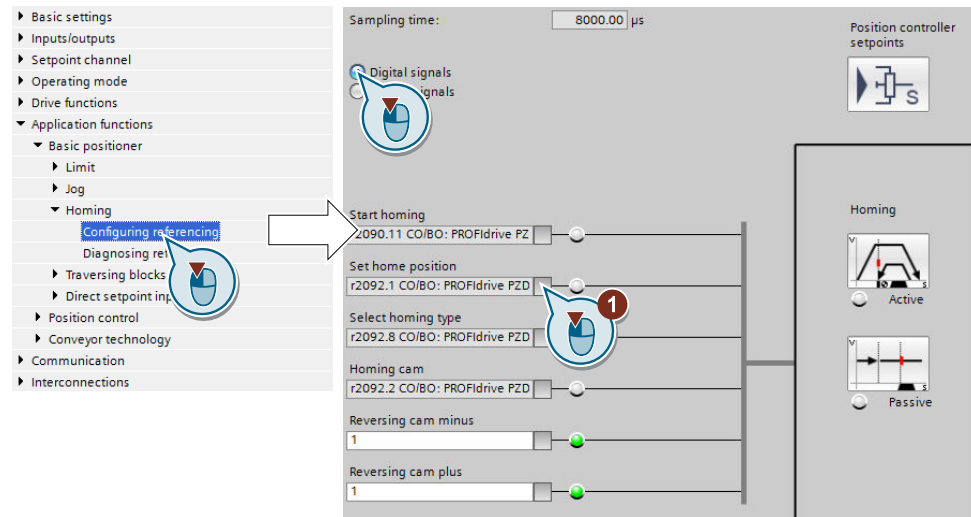 Basic settings
Inputs/outputs
Setpoint channel
Operating mode
Drive functions
Application functions
Basic positioner
Limit
Jog
Homing
Configuring referencing
Diagnosing
Traversing blocks
Direct setpoint
Position control
Conveyor technology
Communication
Interconnections
Sampling time: 8000.00 µs
Digital signals
Start homing
2090.11 CO/BO: PROFIdrive PZ
Set home position
r2092.1 CO/BO: PROFIdrive PZD
1
Select homing type
r2092.8 CO/BO: PROFIdrive PZD
Homing cam
r2092.2 CO/BO: PROFIdrive PZD
Reversing cam minus
1
Reversing cam plus
1
Position controller
setpoints
S
Homing
V
S
Active
V
S
Passive